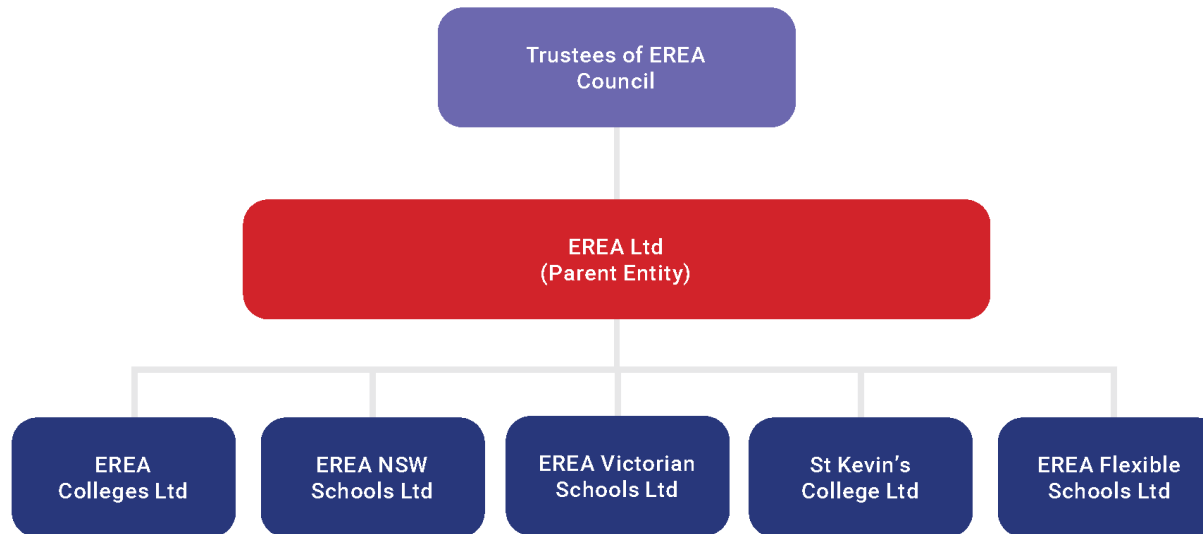 Trustees of EREA
Council
EREA Ltd
(Parent Entity)
EREA
Colleges Ltd
EREA NSW
Schools Ltd
EREA Victorian
Schools Ltd
St Kevin’s
College Ltd
EREA Flexible
Schools Ltd